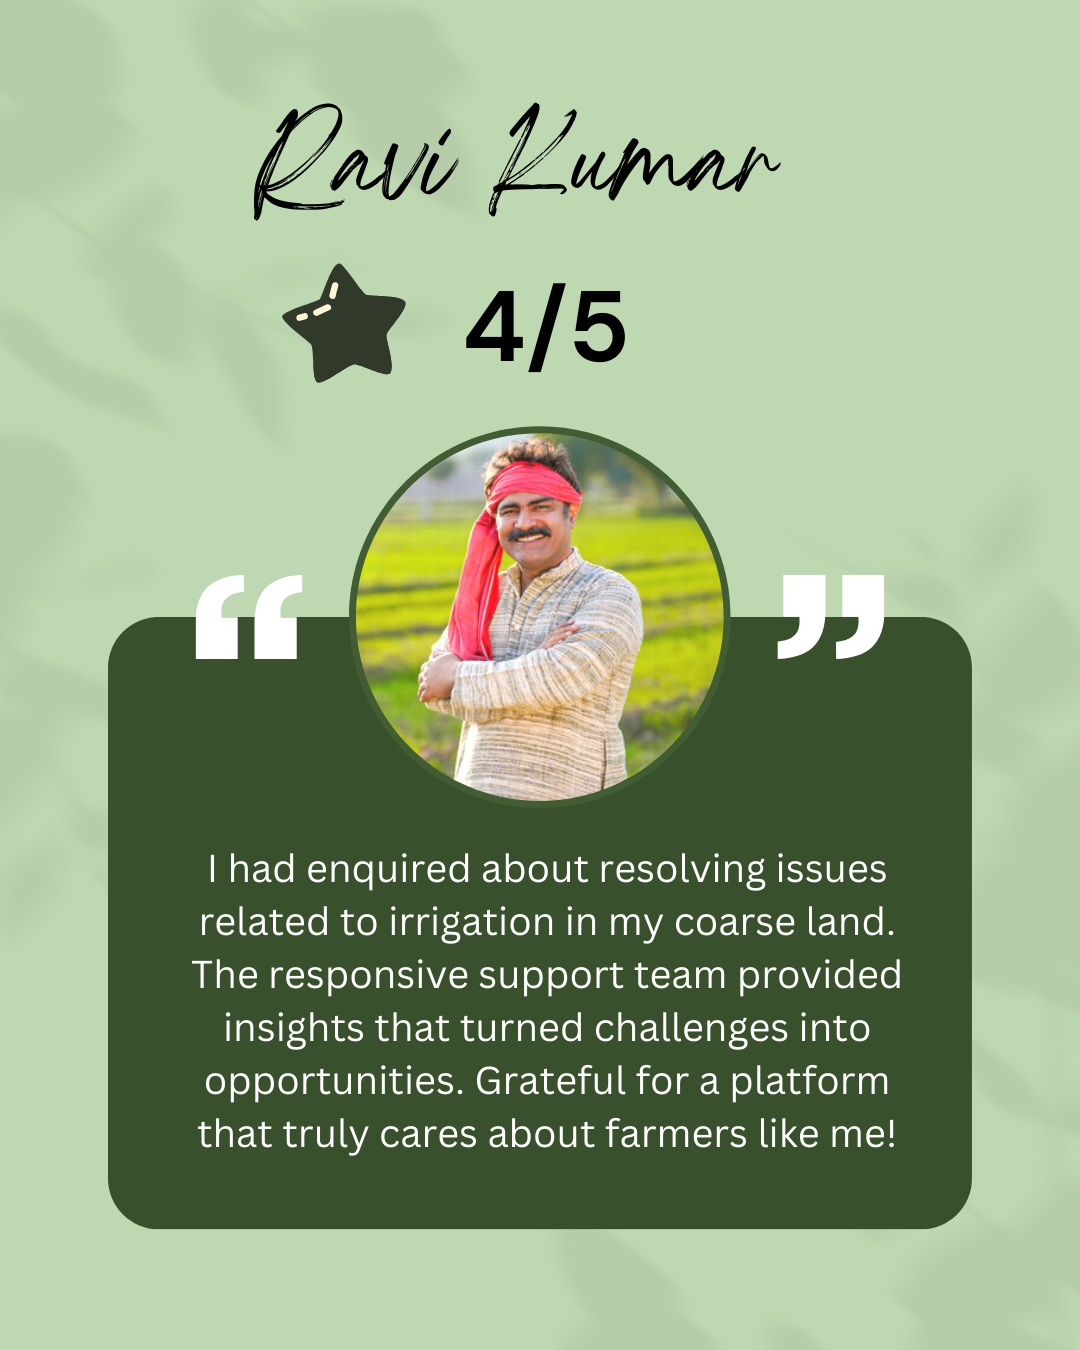 Ravi Kumar
4/5
“ ”
I had enquired about resolving issues
related to irrigation in my coarse land.
The responsive support team provided
insights that turned challenges into
opportunities. Grateful for a platform
that truly cares about farmers like me!